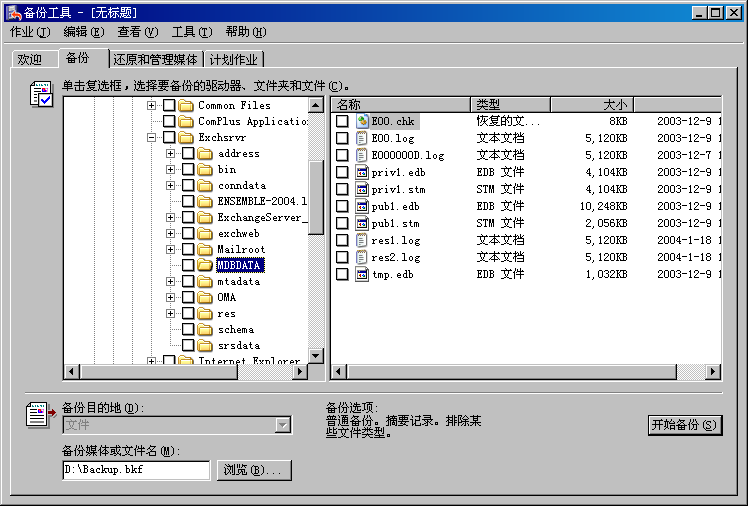 备份工具 - [无标题]
作业(J) 编辑(E) 查看(V) 工具(T) 帮助(H)
欢迎 备份 还原和管理媒体 计划作业
单击复选框，选择要备份的驱动器、文件夹和文件(C)。
Common Files
ComPlus Applicatio
Exchsrvr
address
bin
conndata
ENSEMBLE-2004.l
ExchangeServer_
exchweb
Mailroot
MDBDATA
mtadata
OMA
res
schema
srsdata
Internet Explorer
名称 类型 大小
E00.chk 恢复的文... 8KB 2003-12-9 1
E00.log 文本文档 5,120KB 2003-12-9 1
E000000D.log 文本文档 5,120KB 2003-12-7 1
priv1.edb EDB 文件 4,104KB 2003-12-9 1
priv1.stm STM 文件 4,104KB 2003-12-9 1
pub1.edb EDB 文件 10,248KB 2003-12-9 1
pub1.stm STM 文件 2,056KB 2003-12-9 1
res1.log 文本文档 5,120KB 2004-1-18 1
res2.log 文本文档 5,120KB 2004-1-18 1
tmp.edb EDB 文件 1,032KB 2003-12-9 1
备份目的地(D):
文件
备份媒体或文件名(M):
D:\Backup.bkf 浏览(B)...
备份选项:
普通备份。摘要记录。排除某
些文件类型。
开始备份(S)